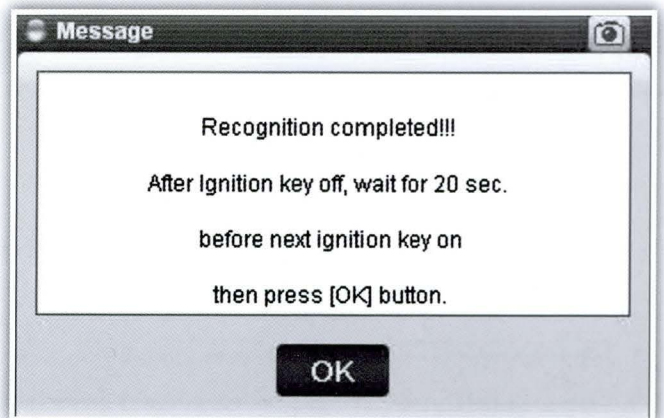 Message
Recognition completed!!!
After Ignition key off, wait for 20 sec.
before next ignition key on
then press [OK] button.
OK